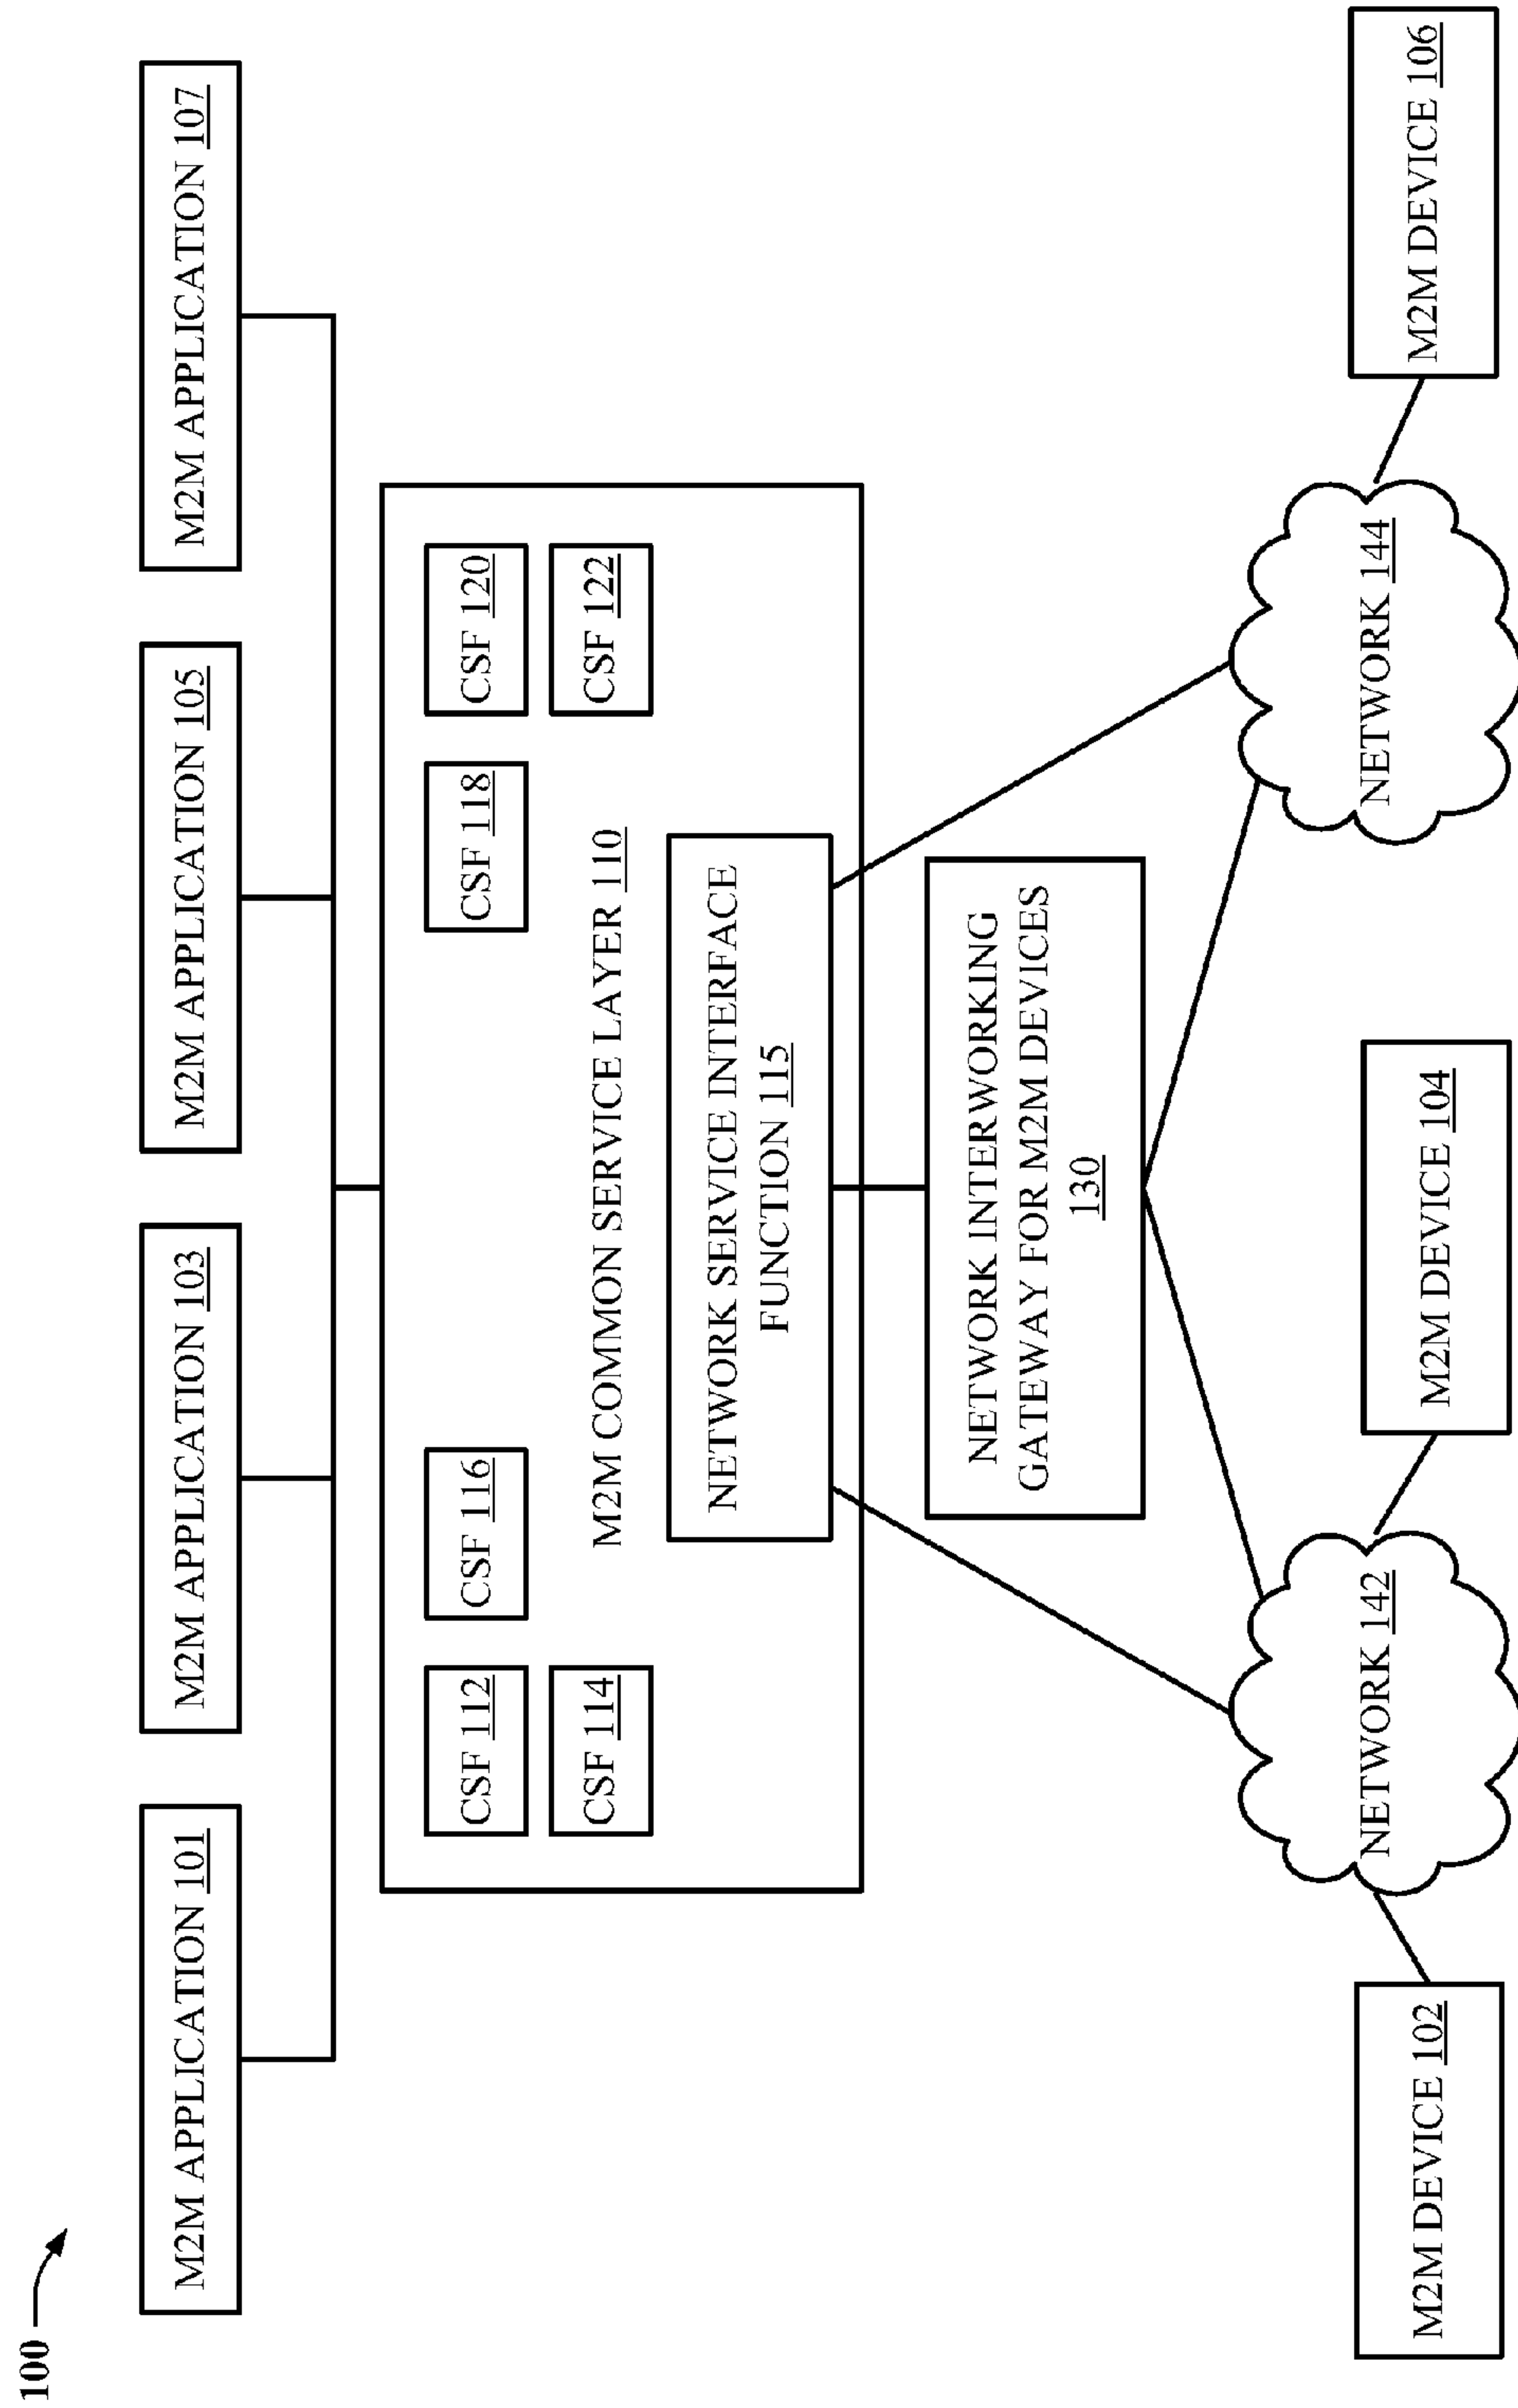 100
M2M APPLICATION 101
M2M APPLICATION 103
M2M APPLICATION 105
M2M APPLICATION 107
CSF 112
CSF 116
CSF 118
CSF 120
CSF 114
CSF 122
M2M COMMON SERVICE LAYER 110
NETWORK SERVICE INTERFACE
FUNCTION 115
NETWORK INTERWORKING
GATEWAY FOR M2M DEVICES
130
NETWORK 142
NETWORK 144
M2M DEVICE 102
M2M DEVICE 104
M2M DEVICE 106